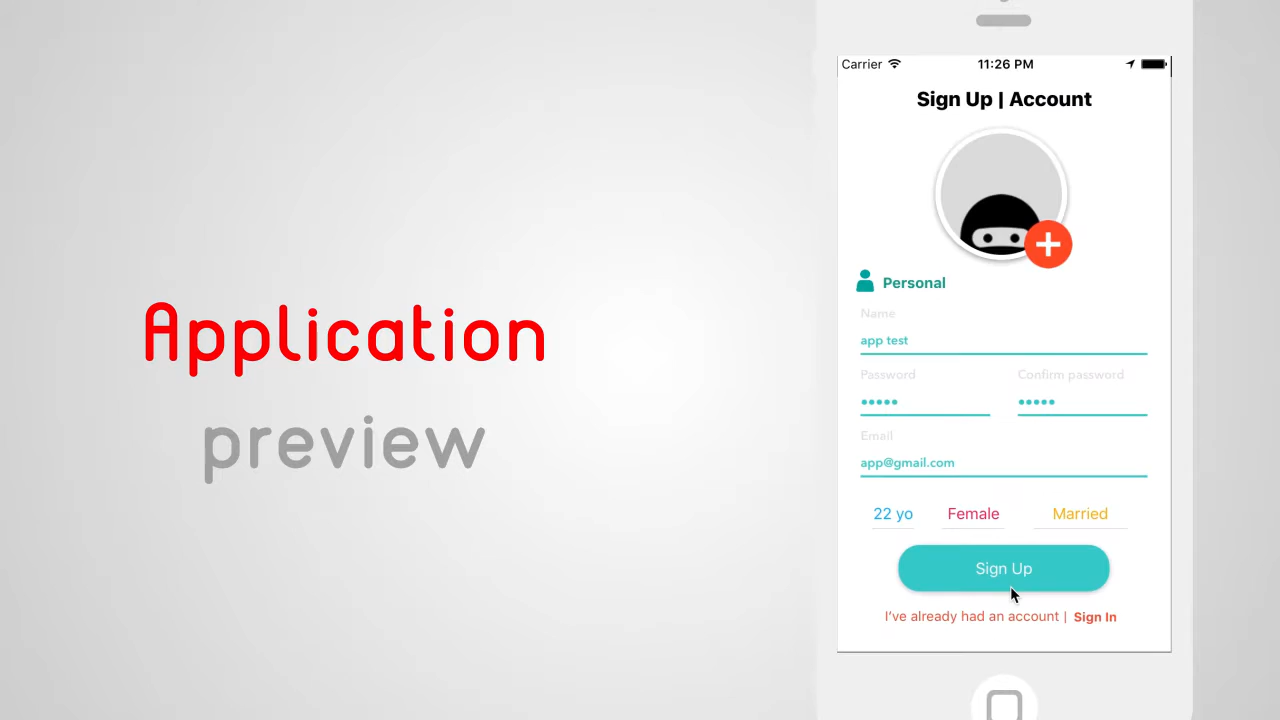 Application
preview
Carrier 11:26 PM
Sign Up | Account
Personal
Name
app test
Password Confirm password
••••• •••••
Email
app@gmail.com
22 yo Female Married
Sign Up
I've already had an account | Sign In